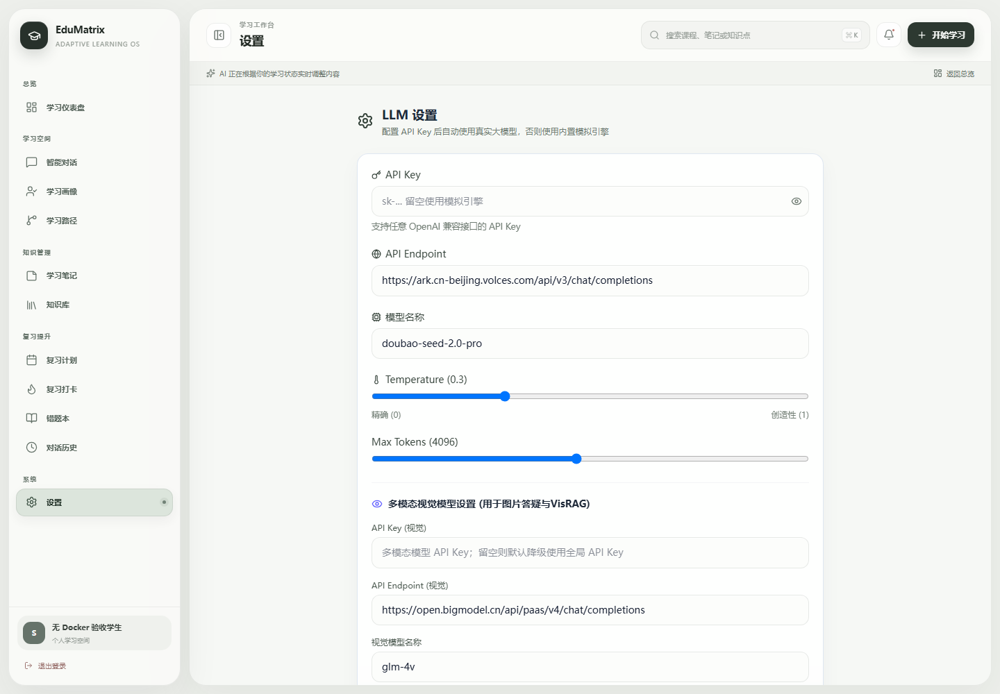 EduMatrix
ADAPTIVE LEARNING OS
总览
学习仪表盘
学习空间
智能对话
学习画像
学习路径
知识管理
学习笔记
知识库
复习提升
复习计划
复习打卡
错题本
对话历史
系统
设置
S
无 Docker 验收学生
个人学习空间
退出登录
学习工作台
设置
搜索课程、笔记或知识点
⌘K
开始学习
AI 正在根据你的学习状态实时调整内容
返回总览
LLM 设置
配置 API Key 后自动使用真实大模型，否则使用内置模拟引擎
API Key
sk-... 留空使用模拟引擎
支持任意 OpenAI 兼容接口的 API Key
API Endpoint
https://ark.cn-beijing.volces.com/api/v3/chat/completions
模型名称
doubao-seed-2.0-pro
Temperature (0.3)
精确 (0)
创造性 (1)
Max Tokens (4096)
多模态视觉模型设置 (用于图片答疑与VisRAG)
API Key (视觉)
多模态模型 API Key；留空则默认降级使用全局 API Key
API Endpoint (视觉)
https://open.bigmodel.cn/api/paas/v4/chat/completions
视觉模型名称
glm-4v